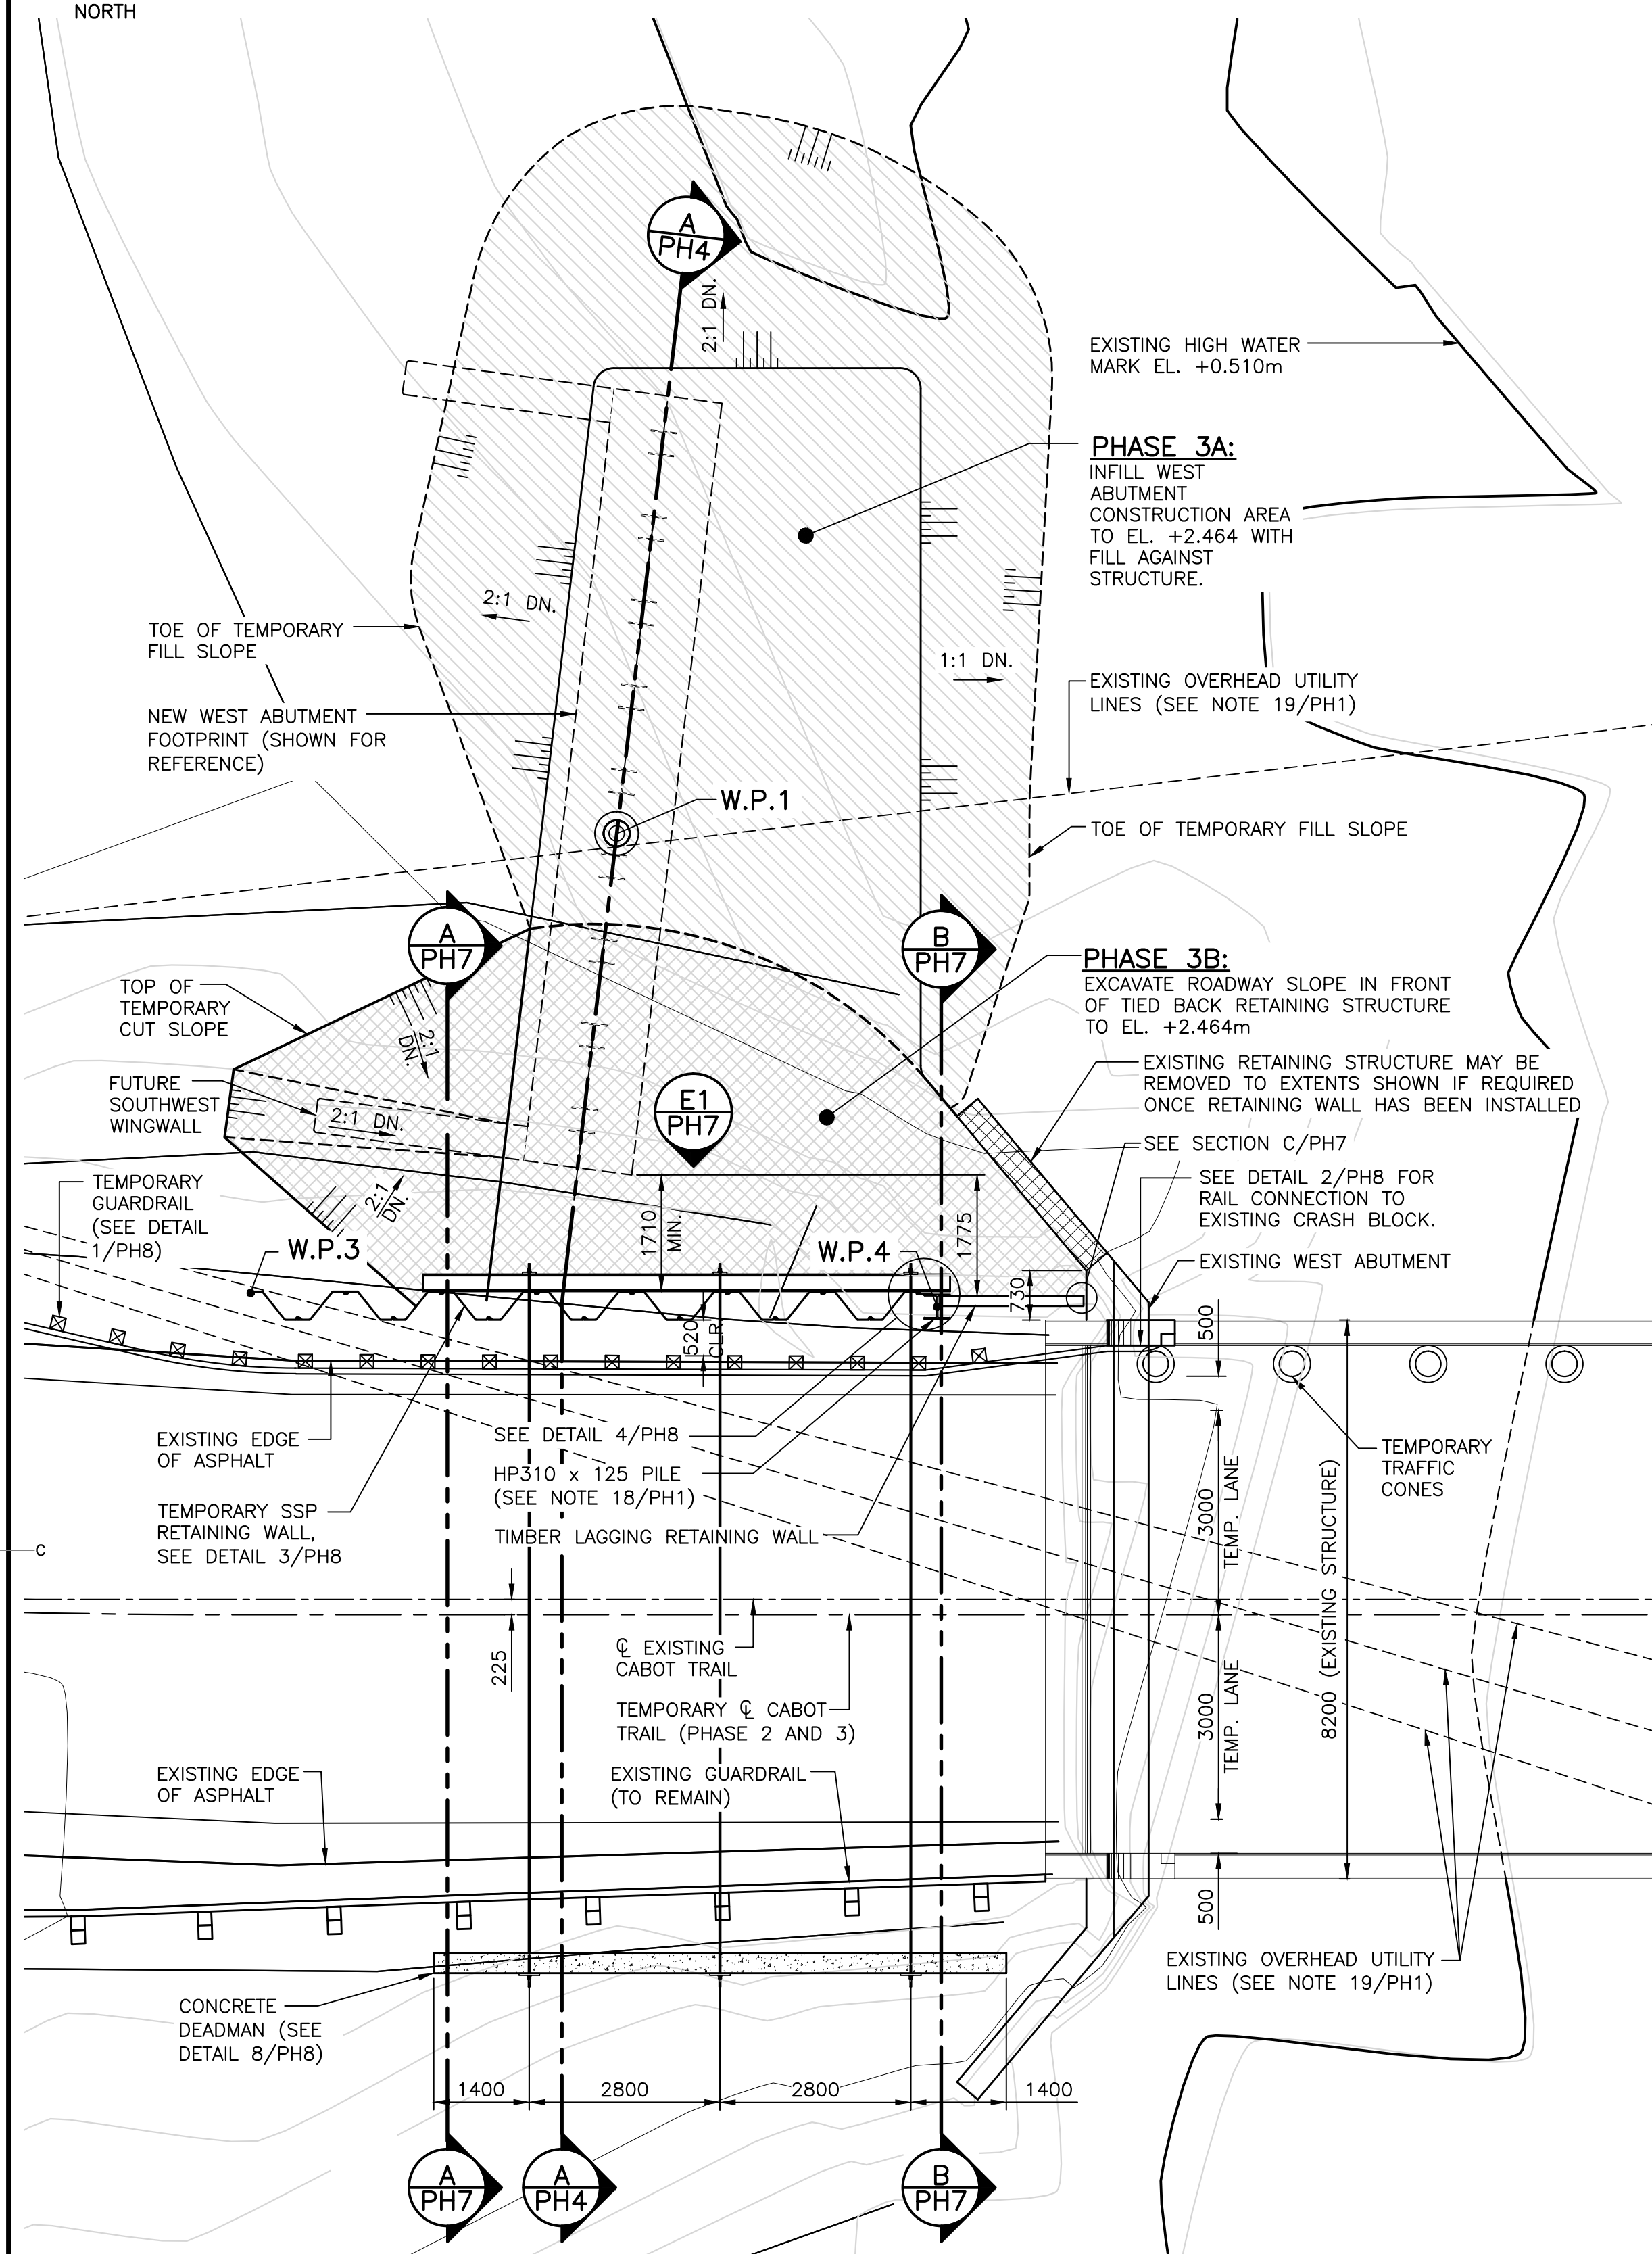 NORTH
A
PH4
2:1 DN.
EXISTING HIGH WATER
MARK EL. +0.510m
PHASE 3A:
INFILL WEST
ABUTMENT
CONSTRUCTION AREA
TO EL. +2.464 WITH
FILL AGAINST
STRUCTURE.
2:1 DN.
TOE OF TEMPORARY
FILL SLOPE
1:1 DN.
EXISTING OVERHEAD UTILITY
LINES (SEE NOTE 19/PH1)
NEW WEST ABUTMENT
FOOTPRINT (SHOWN FOR
REFERENCE)
W.P.1
TOE OF TEMPORARY FILL SLOPE
A
PH7
B
PH7
PHASE 3B:
EXCAVATE ROADWAY SLOPE IN FRONT
OF TIED BACK RETAINING STRUCTURE
TO EL. +2.464m
TOP OF
TEMPORARY
CUT SLOPE
2:1
DN.
EXISTING RETAINING STRUCTURE MAY BE
REMOVED TO EXTENTS SHOWN IF REQUIRED
ONCE RETAINING WALL HAS BEEN INSTALLED
FUTURE
SOUTHWEST
WINGWALL
2:1 DN.
E1
PH7
SEE SECTION C/PH7
SEE DETAIL 2/PH8 FOR
RAIL CONNECTION TO
EXISTING CRASH BLOCK.
TEMPORARY
GUARDRAIL
(SEE DETAIL
1/PH8)
2:1
DN.
1710
MIN.
1775
W.P.3
W.P.4
EXISTING WEST ABUTMENT
730
520
CLR.
500
EXISTING EDGE
OF ASPHALT
SEE DETAIL 4/PH8
HP310 x 125 PILE
(SEE NOTE 18/PH1)
TIMBER LAGGING RETAINING WALL
TEMPORARY
TRAFFIC
CONES
TEMPORARY SSP
RETAINING WALL,
SEE DETAIL 3/PH8
3000
TEMP. LANE
8200 (EXISTING STRUCTURE)
C
225
℄ EXISTING
CABOT TRAIL
TEMPORARY ℄ CABOT
TRAIL (PHASE 2 AND 3)
3000
TEMP. LANE
EXISTING EDGE
OF ASPHALT
EXISTING GUARDRAIL
(TO REMAIN)
500
EXISTING OVERHEAD UTILITY
LINES (SEE NOTE 19/PH1)
CONCRETE
DEADMAN (SEE
DETAIL 8/PH8)
1400
2800
2800
1400
A
PH7
A
PH4
B
PH7